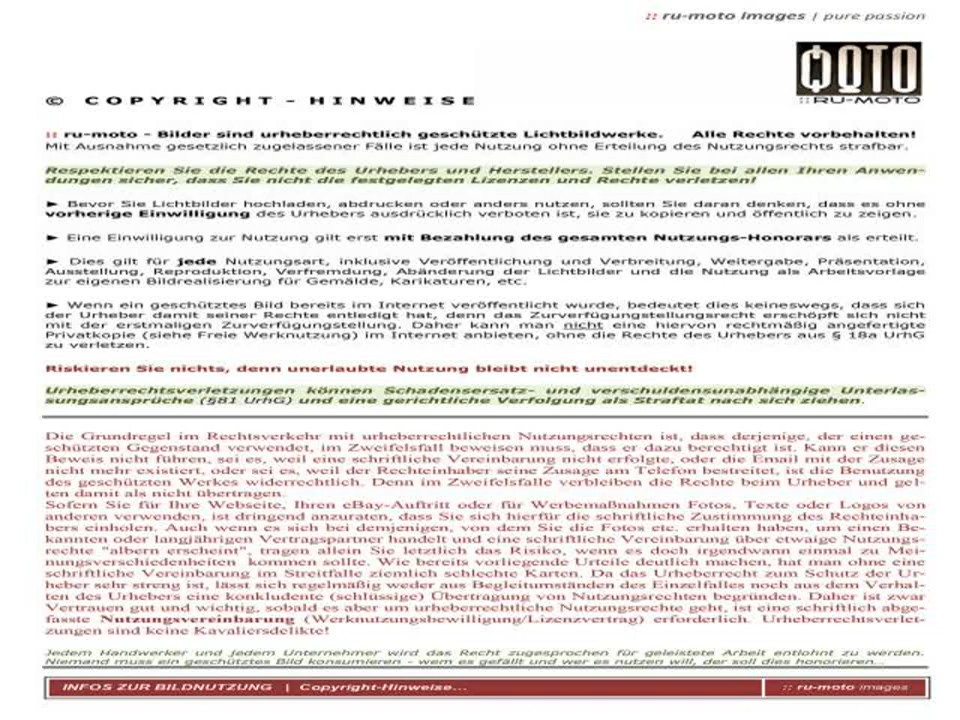 :: ru-moto images | pure passion
QOTO
::RU-MOTO
© COPYRIGHT - HINWEISE
:: ru-moto - Bilder sind urheberrechtlich geschützte Lichtbildwerke. Alle Rechte vorbehalten!
Mit Ausnahme gesetzlich zugelassener Fälle ist jede Nutzung ohne Erteilung des Nutzungsrechts strafbar.
Respektieren Sie die Rechte des Urhebers und Herstellers. Stellen Sie bei allen Ihren Anwen-
dungen sicher, dass Sie nicht die festgelegten Lizenzen und Rechte verletzen!
► Bevor Sie Lichtbilder hochladen, abdrucken oder anders nutzen, sollten Sie daran denken, dass es ohne
vorherige Einwilligung des Urhebers ausdrücklich verboten ist, sie zu kopieren und öffentlich zu zeigen.
► Eine Einwilligung zur Nutzung gilt erst mit Bezahlung des gesamten Nutzungs-Honorars als erteilt.
► Dies gilt für jede Nutzungsart, inklusive Veröffentlichung und Verbreitung, Weitergabe, Präsentation,
Ausstellung, Reproduktion, Verfremdung, Abänderung der Lichtbilder und die Nutzung als Arbeitsvorlage
zur eigenen Bildrealisierung für Gemälde, Karikaturen, etc.
► Wenn ein geschütztes Bild bereits im Internet veröffentlicht wurde, bedeutet dies keineswegs, dass sich
der Urheber damit seiner Rechte entledigt hat, denn das Zurverfügungstellungsrecht erschöpft sich nicht
mit der erstmaligen Zurverfügungstellung. Daher kann man nicht eine hiervon rechtmäßig angefertigte
Privatkopie (siehe Freie Werknutzung) im Internet anbieten, ohne die Rechte des Urhebers aus § 18a UrhG
zu verletzen.
Riskieren Sie nichts, denn unerlaubte Nutzung bleibt nicht unentdeckt!
Urheberrechtsverletzungen können Schadensersatz- und verschuldensunabhängige Unterlas-
sungsansprüche (§81 UrhG) und eine gerichtliche Verfolgung als Straftat nach sich ziehen.
Die Grundregel im Rechtsverkehr mit urheberrechtlichen Nutzungsrechten ist, dass derjenige, der einen ge-
schützten Gegenstand verwendet, im Zweifelsfall beweisen muss, dass er dazu berechtigt ist. Kann er diesen
Beweis nicht führen, sei es, weil eine schriftliche Vereinbarung nicht erfolgte, oder die Email mit der Zusage
nicht mehr existiert, oder sei es, weil der Rechteinhaber seine Zusage am Telefon bestreitet, ist die Benutzung
des geschützten Werkes widerrechtlich. Denn im Zweifelsfalle verbleiben die Rechte beim Urheber und gel-
ten damit als nicht übertragen.
Sofern Sie für Ihre Webseite, Ihren eBay-Auftritt oder für Werbemaßnahmen Fotos, Texte oder Logos von
anderen verwenden, ist dringend anzuraten, dass Sie sich hierfür die schriftliche Zustimmung des Rechteinha-
bers einholen. Auch wenn es sich bei demjenigen, von dem Sie die Fotos etc. erhalten haben, um einen Be-
kannten oder langjährigen Vertragspartner handelt und eine schriftliche Vereinbarung über etwaige Nutzungs-
rechte "albern erscheint", tragen allein Sie letztlich das Risiko, wenn es doch irgendwann einmal zu Mei-
nungsverschiedenheiten kommen sollte. Wie bereits vorliegende Urteile deutlich machen, hat man ohne eine
schriftliche Vereinbarung im Streitfalle ziemlich schlechte Karten. Da das Urheberrecht zum Schutz der Ur-
heber sehr streng ist, lässt sich regelmäßig weder aus Begleitumständen des Einzelfalles noch aus dem Verhal-
ten des Urhebers eine konkludente (schlüssige) Übertragung von Nutzungsrechten begründen. Daher ist zwar
Vertrauen gut und wichtig, sobald es aber um urheberrechtliche Nutzungsrechte geht, ist eine schriftlich abge-
fasste Nutzungsvereinbarung (Werknutzungsbewilligung/Lizenzvertrag) erforderlich. Urheberrechtsverlet-
zungen sind keine Kavaliersdelikte!
Jedem Handwerker und jedem Unternehmer wird das Recht zugesprochen für geleistete Arbeit entlohnt zu werden.
Niemand muss ein geschütztes Bild konsumieren - wem es gefällt und wer es nutzen will, der soll dies honorieren...
INFOS ZUR BILDNUTZUNG | Copyright-Hinweise...
:: ru-moto images